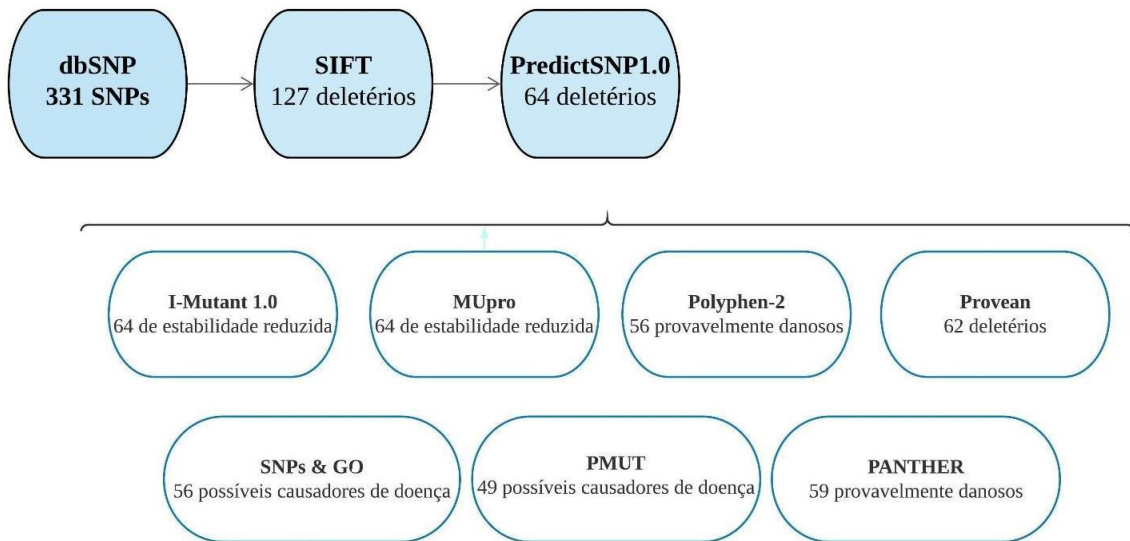 dbSNP
331 SNPs
SIFT
127 deletérios
PredictSNP1.0
64 deletérios
I-Mutant 1.0
64 de estabilidade reduzida
MUpro
64 de estabilidade reduzida
Polyphen-2
56 provavelmente danosos
Provean
62 deletérios
SNPs & GO
56 possíveis causadores de doença
PMUT
49 possíveis causadores de doença
PANTHER
59 provavelmente danosos